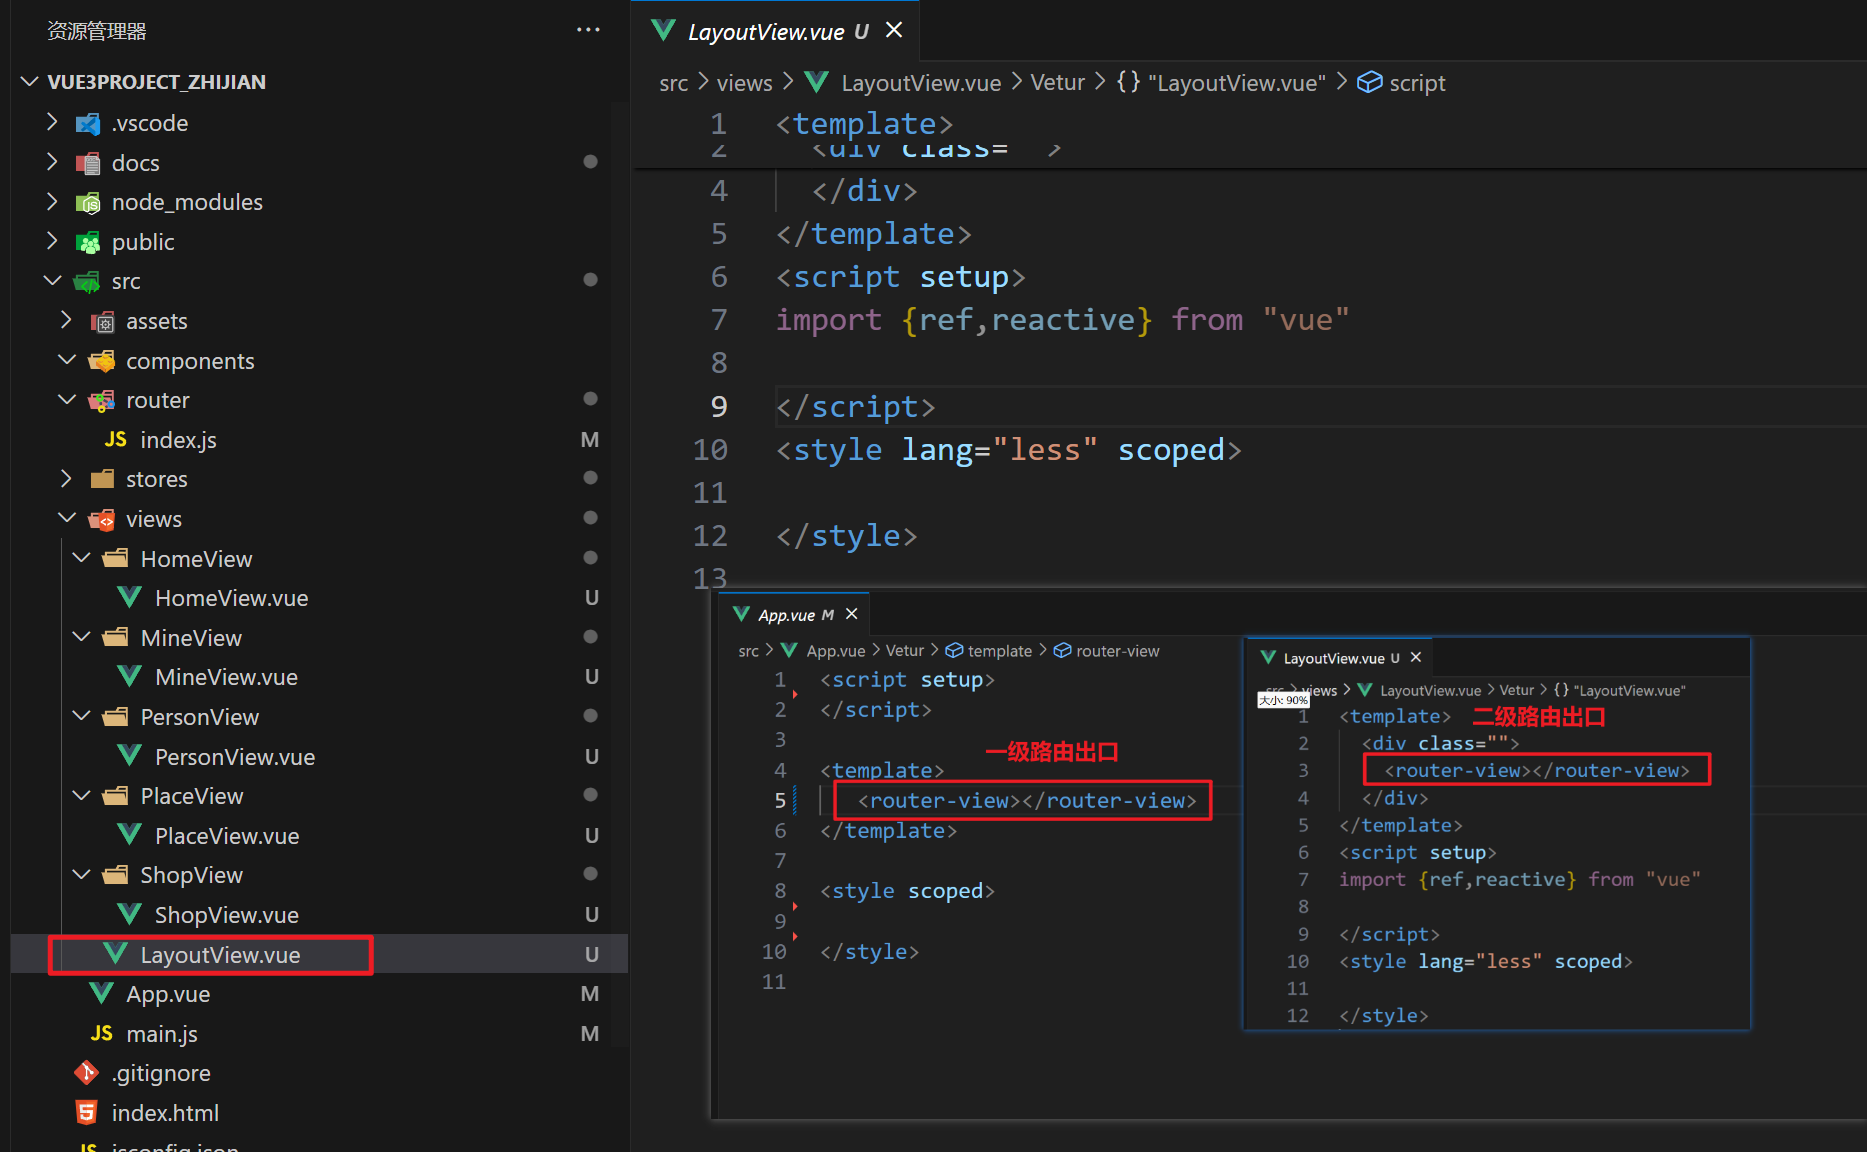 资源管理器
VUE3PROJECT_ZHIJIAN
.vscode
docs
node_modules
public
src
assets
components
router
JS index.js M
stores
views
HomeView
HomeView.vue U
MineView
MineView.vue U
PersonView
PersonView.vue U
PlaceView
PlaceView.vue U
ShopView
ShopView.vue U
LayoutView.vue U
App.vue M
JS main.js M
.gitignore
index.html
JS jsconfig.json
LayoutView.vue U
src > views > LayoutView.vue > Vetur > {} "LayoutView.vue" > script
1 <template>
2 <div class= >
4 </div>
5 </template>
6 <script setup>
7 import {ref,reactive} from "vue"
8
9 </script>
10 <style lang="less" scoped>
11
12 </style>
13
App.vue M
src > App.vue > Vetur > template > router-view
1 <script setup>
2 </script>
3
一级路由出口
4 <template>
5 <router-view></router-view>
6 </template>
7
8 <style scoped>
9
10 </style>
11
LayoutView.vue U
src > views > LayoutView.vue > Vetur > {} "LayoutView.vue"
大小: 90%
1 <template> 二级路由出口
2 <div class="">
3 <router-view></router-view>
4 </div>
5 </template>
6 <script setup>
7 import {ref,reactive} from "vue"
8
9 </script>
10 <style lang="less" scoped>
11
12 </style>